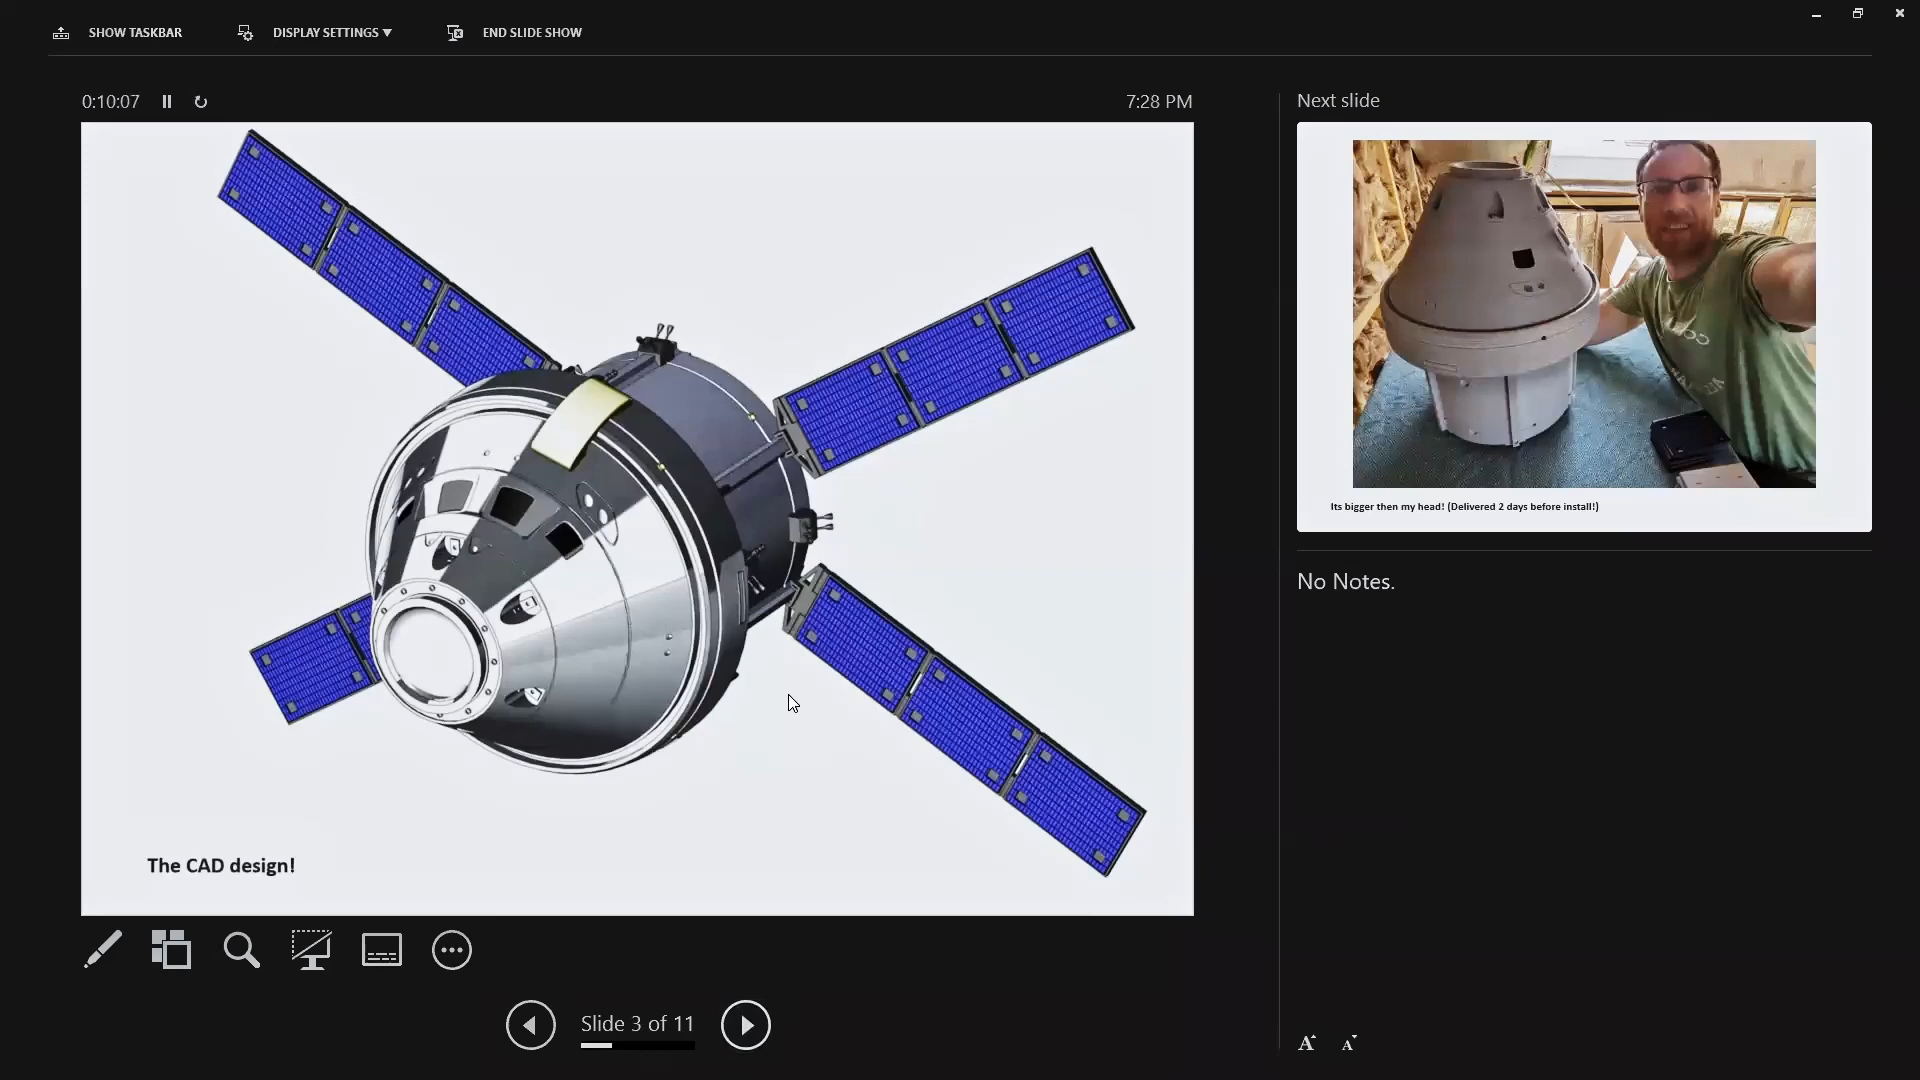 SHOW TASKBAR
DISPLAY SETTINGS ▼
END SLIDE SHOW
0:10:07
7:28 PM
Next slide
Its bigger then my head! (Delivered 2 days before install!)
No Notes.
The CAD design!
Slide 3 of 11
A A